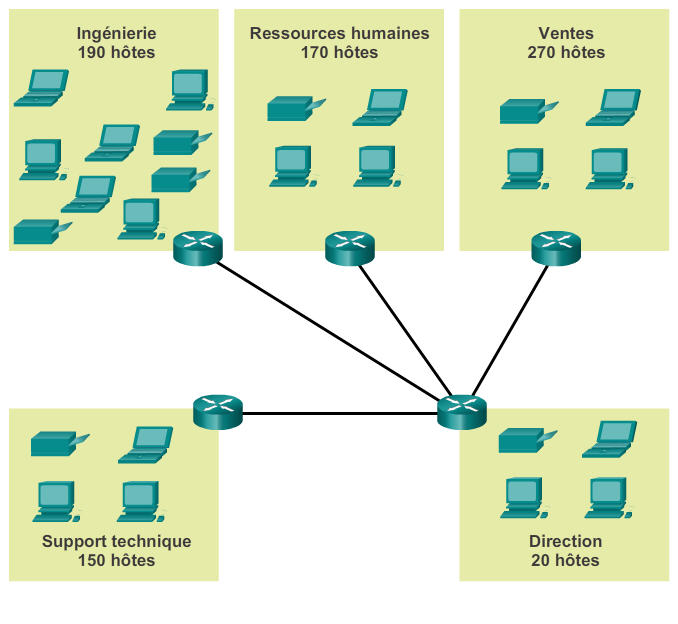 Ingénierie
190 hôtes
Ressources humaines
170 hôtes
Ventes
270 hôtes
Support technique
150 hôtes
Direction
20 hôtes